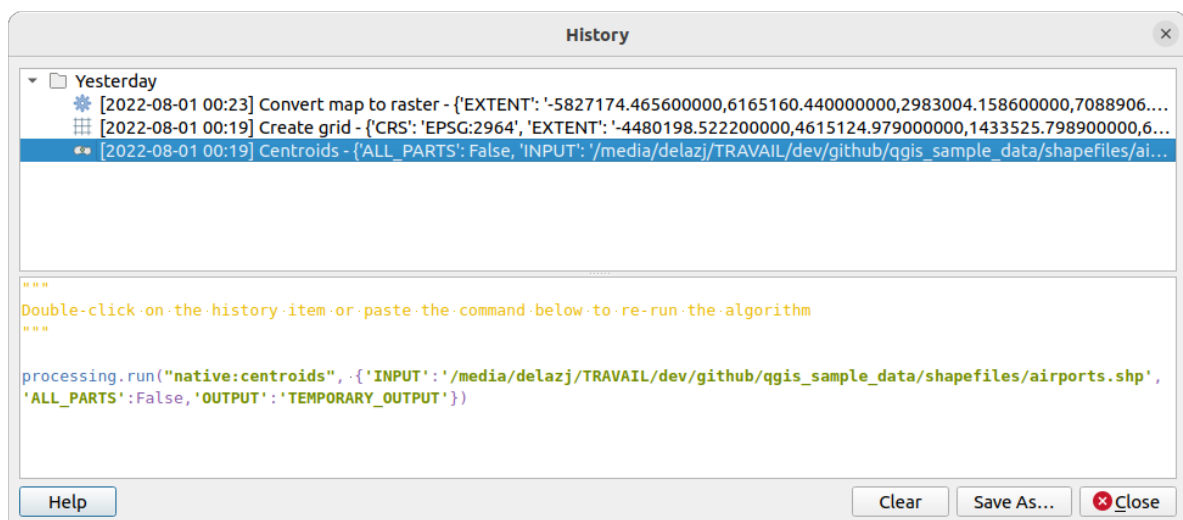 History
Yesterday
[2022-08-01 00:23] Convert map to raster - {'EXTENT': '-5827174.465600000,6165160.440000000,2983004.158600000,7088906....
[2022-08-01 00:19] Create grid - {'CRS': 'EPSG:2964', 'EXTENT': '-4480198.522200000,4615124.979000000,1433525.798900000,6...
[2022-08-01 00:19] Centroids - {'ALL_PARTS': False, 'INPUT': '/media/delazj/TRAVAIL/dev/github/qgis_sample_data/shapefiles/ai...
"""
Double-click·on·the·history·item·or·paste·the·command·below·to·re-run·the·algorithm
"""
processing.run("native:centroids",·{'INPUT':'/media/delazj/TRAVAIL/dev/github/qgis_sample_data/shapefiles/airports.shp',
'ALL_PARTS':False,'OUTPUT':'TEMPORARY_OUTPUT'})
Help Clear Save As... Close